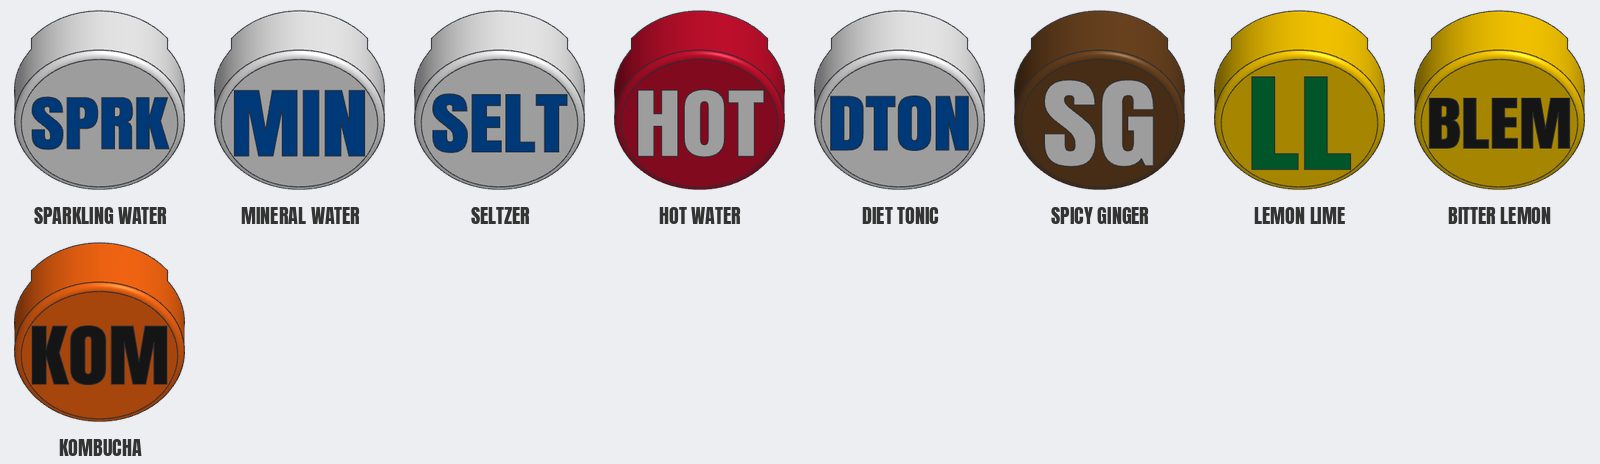 SPRK
MIN
SELT
HOT
DTON
SG
LL
BLEM
SPARKLING WATER
MINERAL WATER
SELTZER
HOT WATER
DIET TONIC
SPICY GINGER
LEMON LIME
BITTER LEMON
KOM
KOMBUCHA